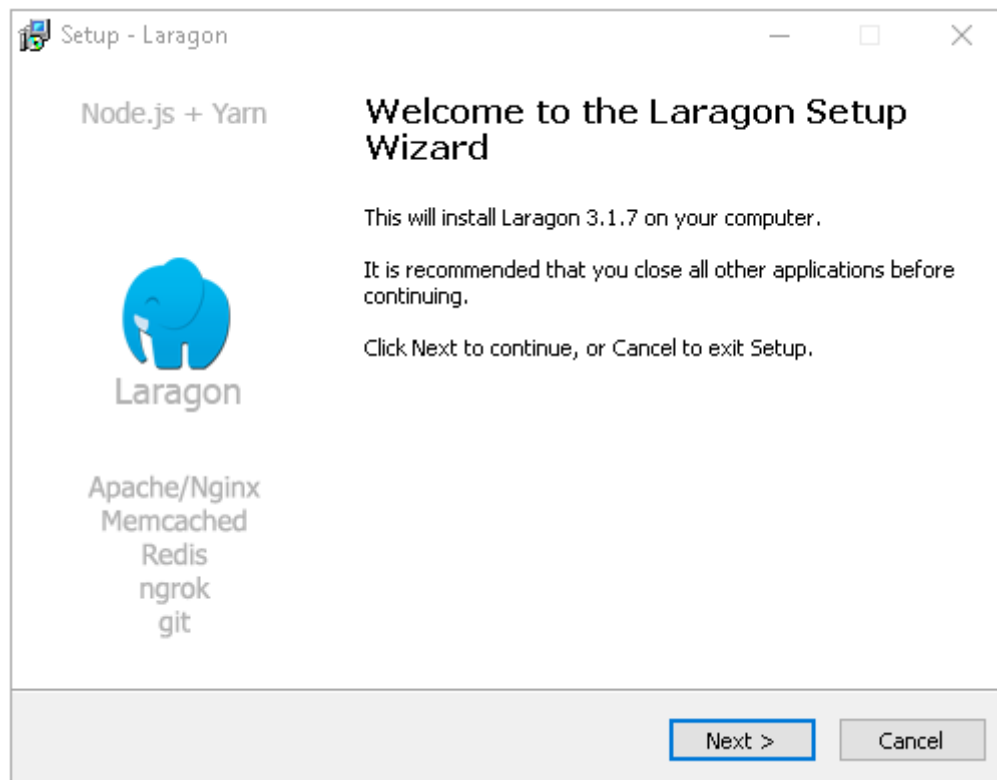 Setup - Laragon
Node.js + Yarn
Laragon
Apache/Nginx
Memcached
Redis
ngrok
git
Welcome to the Laragon Setup
Wizard
This will install Laragon 3.1.7 on your computer.
It is recommended that you close all other applications before
continuing.
Click Next to continue, or Cancel to exit Setup.
Next >
Cancel